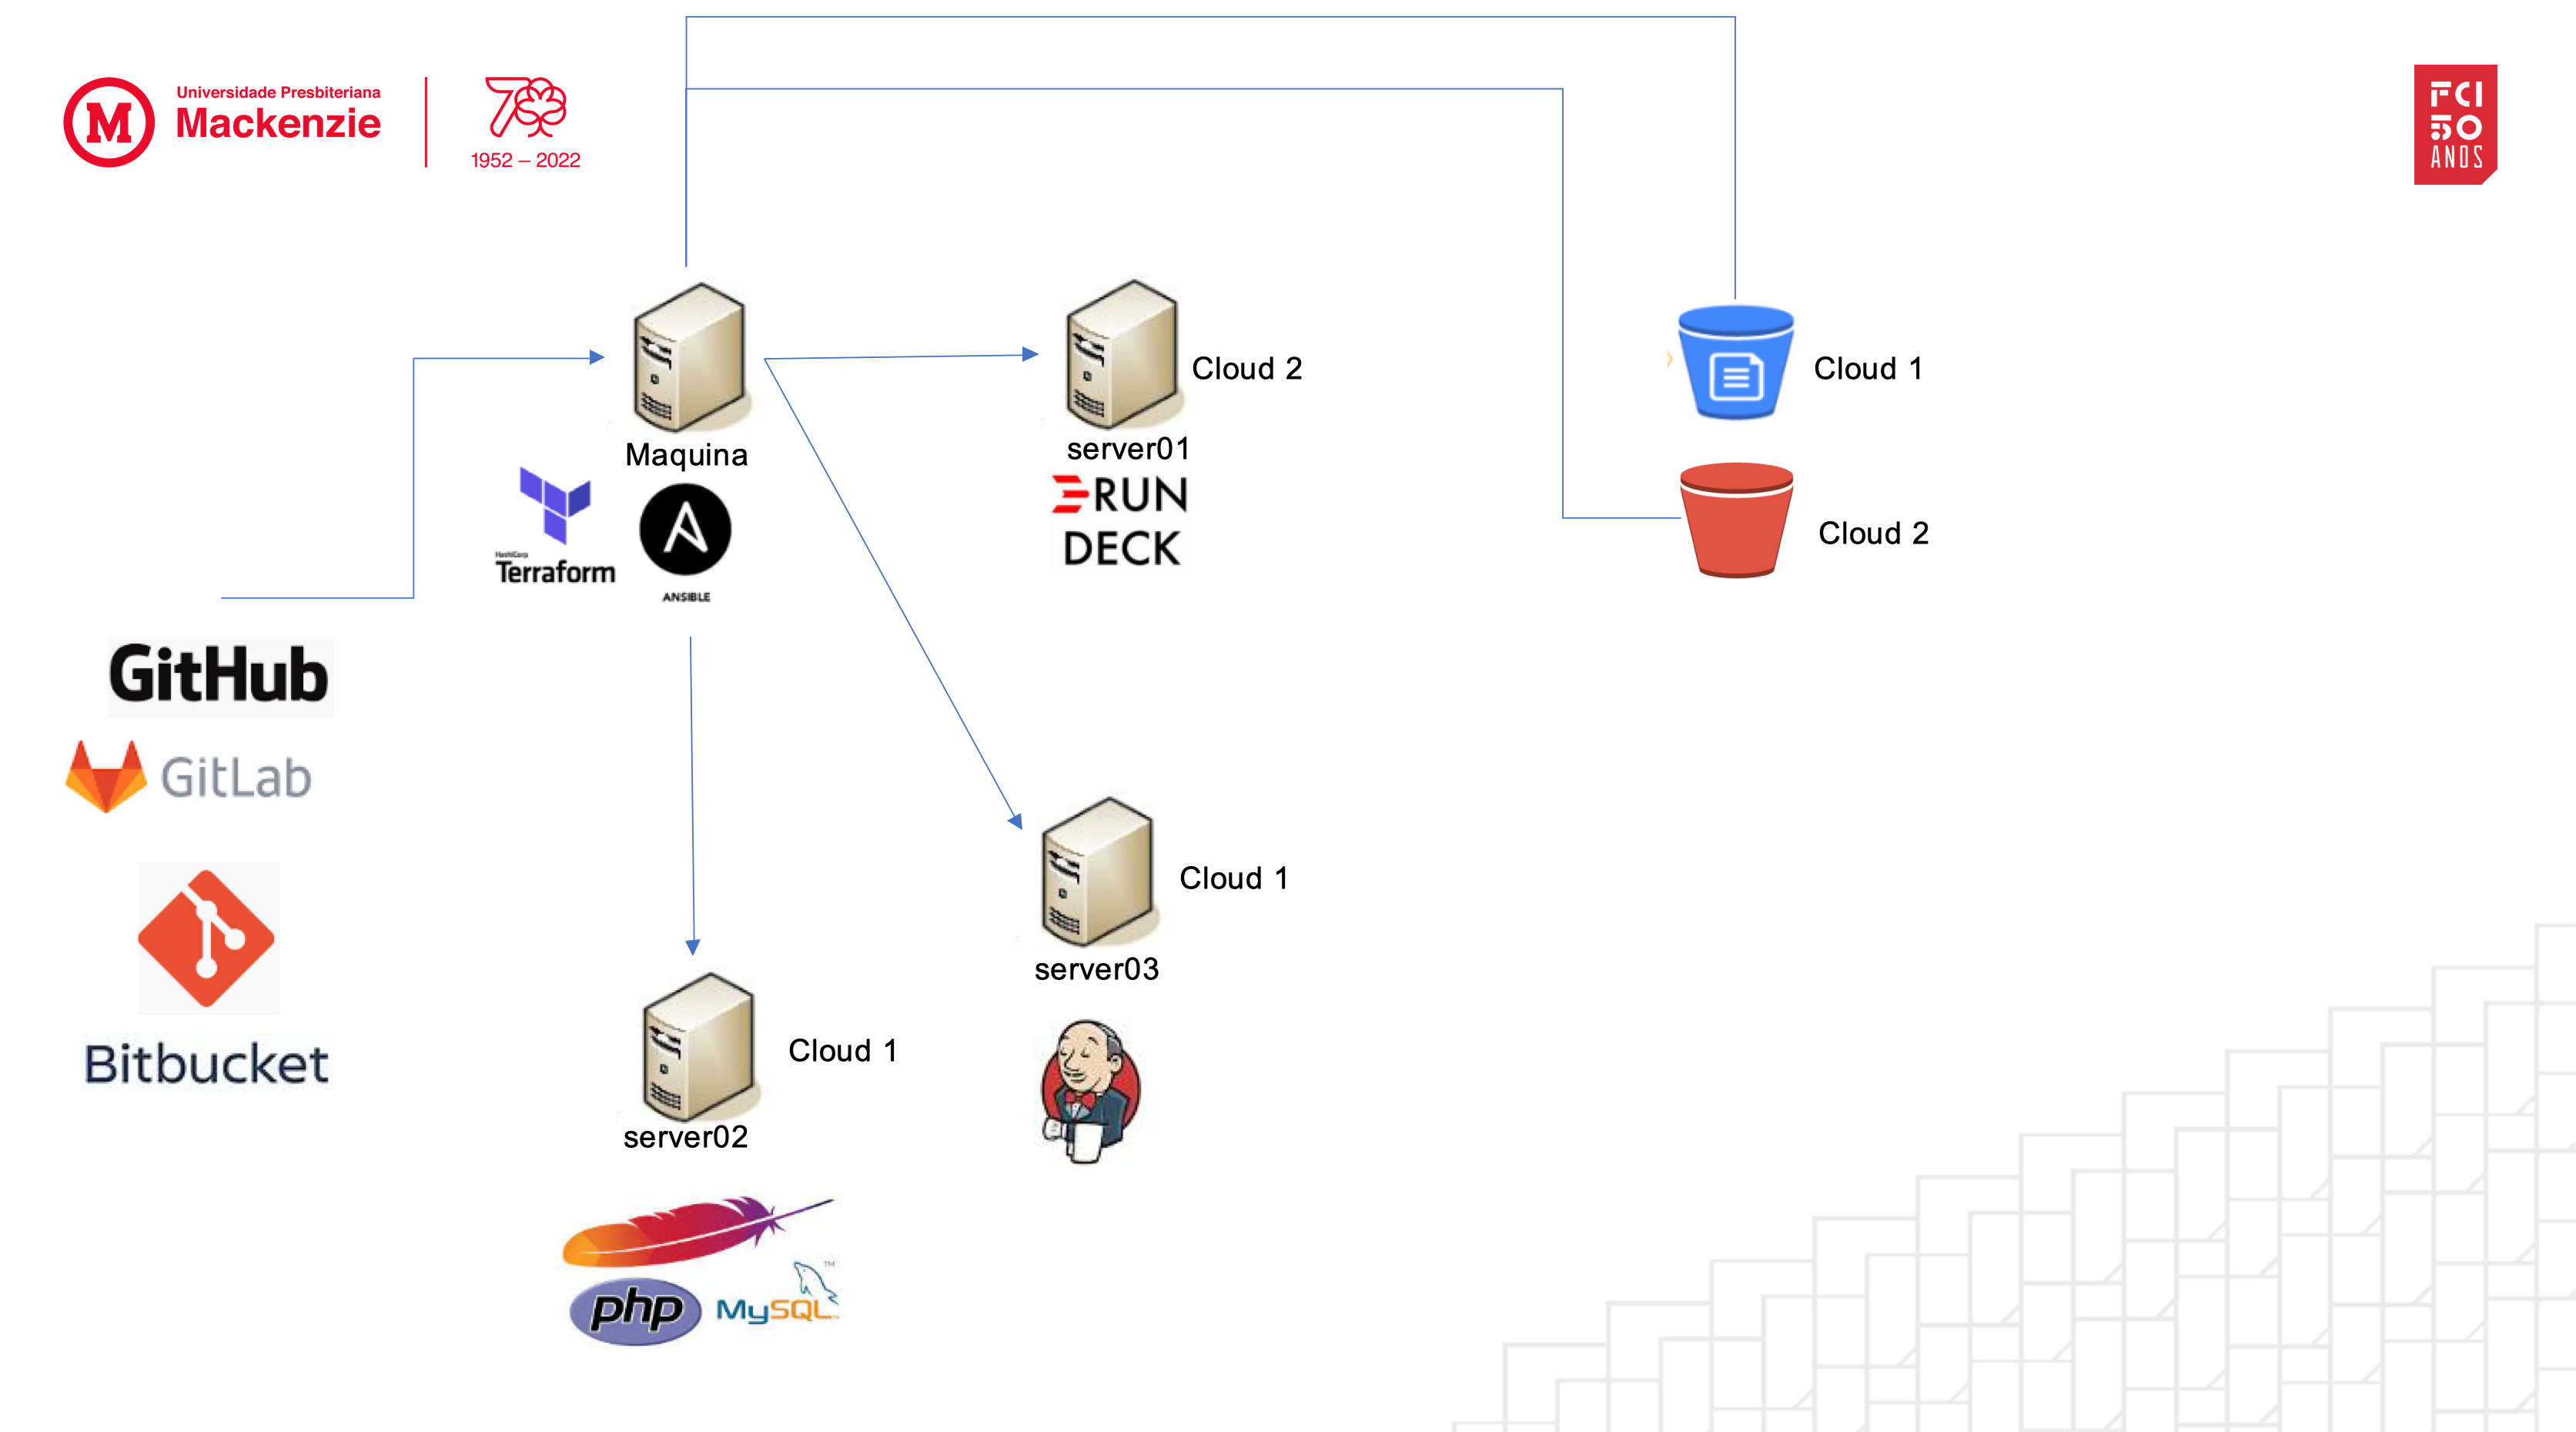 Universidade Presbiteriana
Mackenzie
70
1952 – 2022
FCI
50
ANOS
Maquina
HashiCorp
Terraform
ANSIBLE
server01
Cloud 2
RUN
DECK
Cloud 1
Cloud 2
GitHub
GitLab
Bitbucket
server03
Cloud 1
server02
Cloud 1
php
MySQL
TM